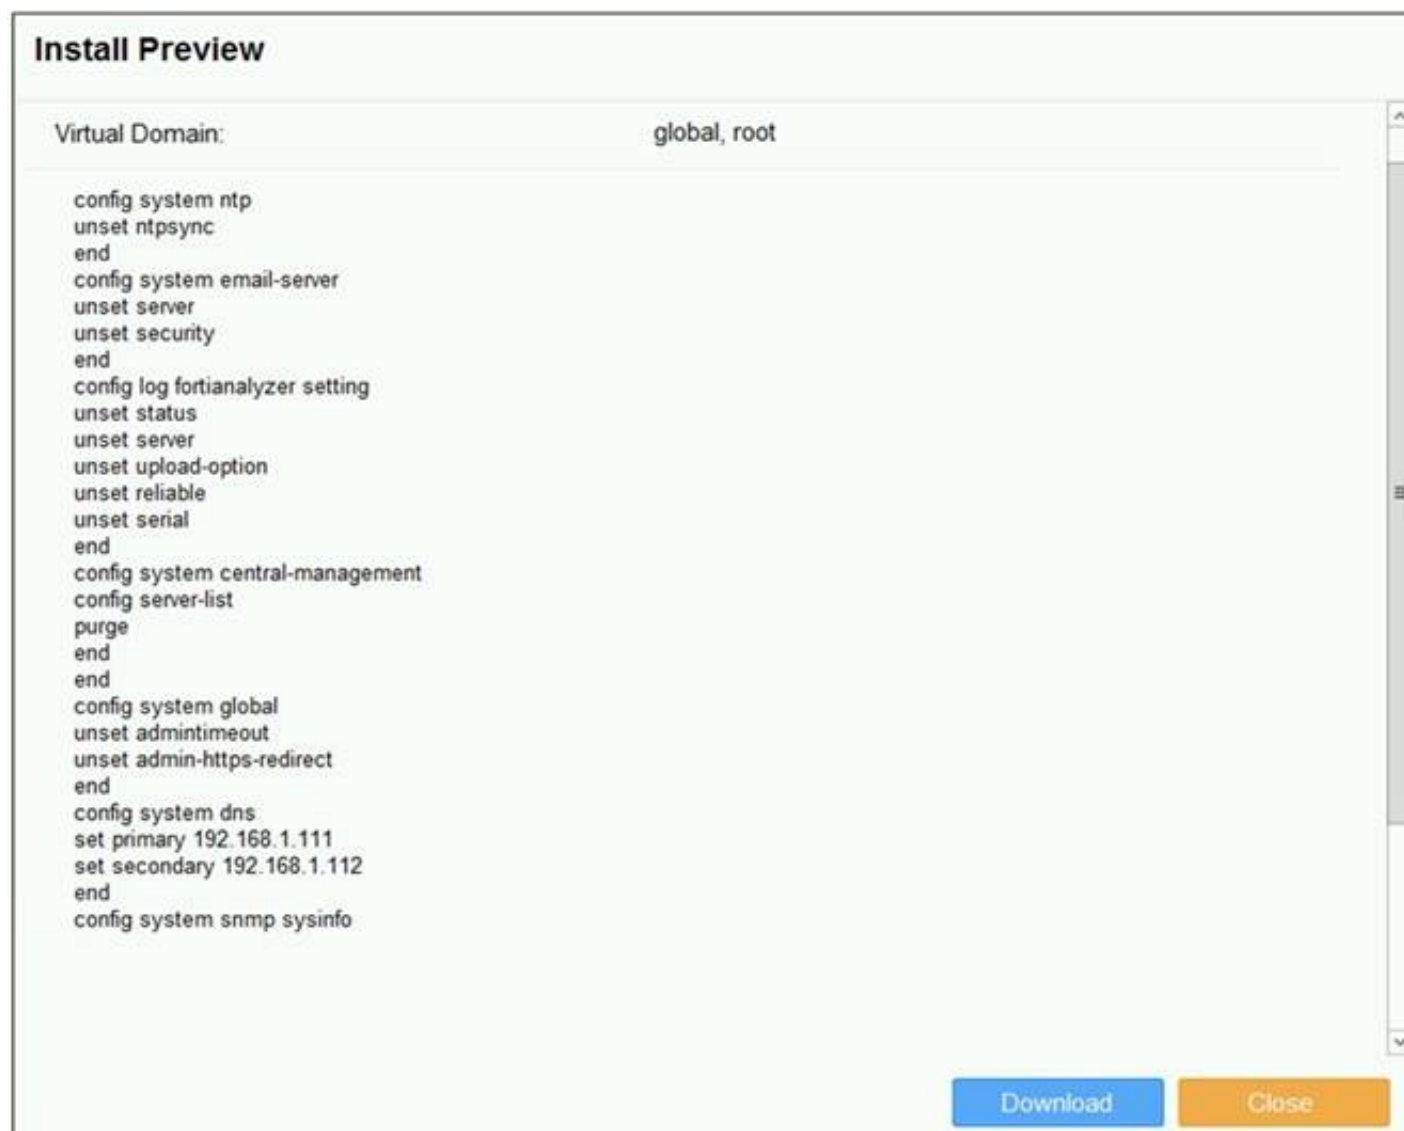 Install Preview
Virtual Domain: global, root
config system ntp
unset ntpsync
end
config system email-server
unset server
unset security
end
config log fortianalyzer setting
unset status
unset server
unset upload-option
unset reliable
unset serial
end
config system central-management
config server-list
purge
end
end
config system global
unset admintimeout
unset admin-https-redirect
end
config system dns
set primary 192.168.1.111
set secondary 192.168.1.112
end
config system snmp sysinfo
Download Close